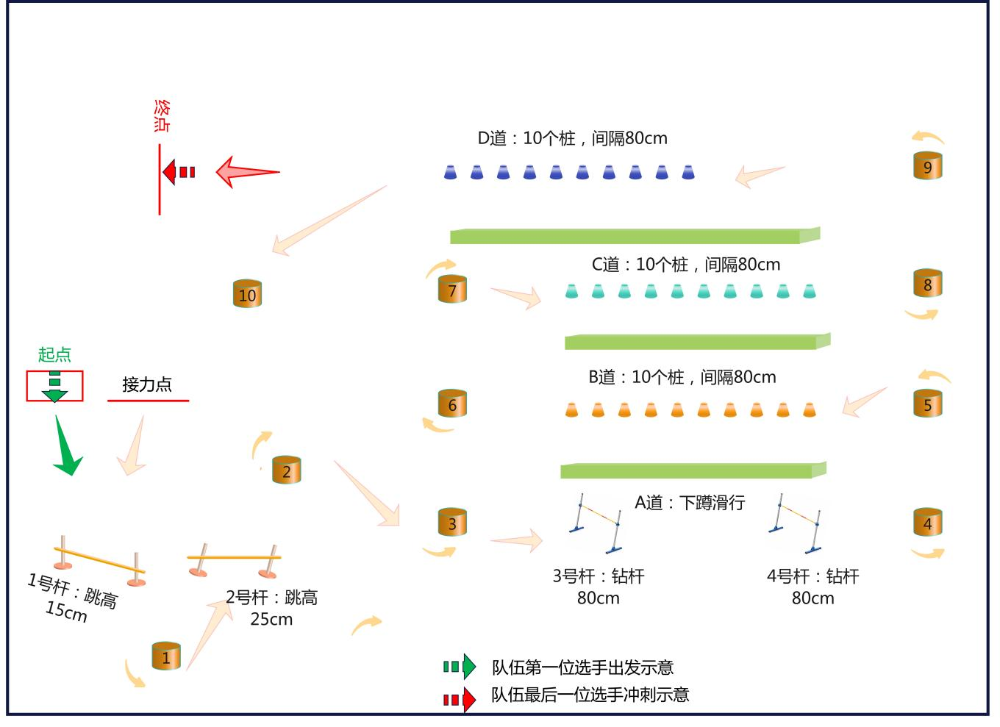 终点
D道：10个桩，间隔80cm
9
C道：10个桩，间隔80cm
10
7
8
起点
接力点
B道：10个桩，间隔80cm
6
5
2
A道：下蹲滑行
3
4
1号杆：跳高
15cm
2号杆：跳高
25cm
3号杆：钻杆
80cm
4号杆：钻杆
80cm
1
队伍第一位选手出发示意
队伍最后一位选手冲刺示意